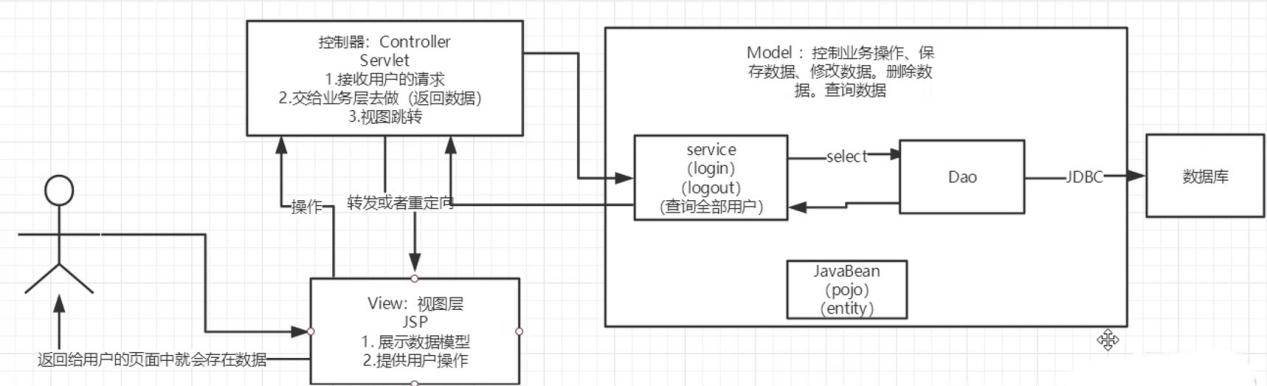 控制器：Controller
Servlet
1.接收用户的请求
2.交给业务层去做（返回数据）
3.视图跳转
Model ：控制业务操作、保
存数据、修改数据。删除数
据。查询数据
service
（login）
（logout）
（查询全部用户）
select
Dao
JDBC
数据库
操作
转发或者重定向
JavaBean
（pojo）
（entity）
View：视图层
JSP
1. 展示数据模型
2.提供用户操作
返回给用户的页面中就会存在数据